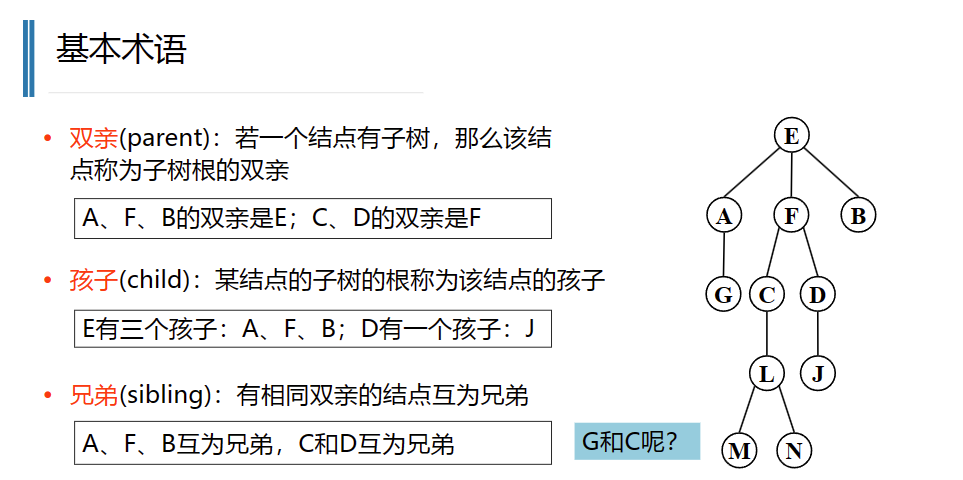 基本术语
• 双亲(parent)：若一个结点有子树，那么该结
点称为子树根的双亲
A、F、B的双亲是E；C、D的双亲是F
• 孩子(child)：某结点的子树的根称为该结点的孩子
E有三个孩子：A、F、B；D有一个孩子：J
• 兄弟(sibling)：有相同双亲的结点互为兄弟
A、F、B互为兄弟，C和D互为兄弟
G和C呢？
E
A F B
G C D
L J
M N